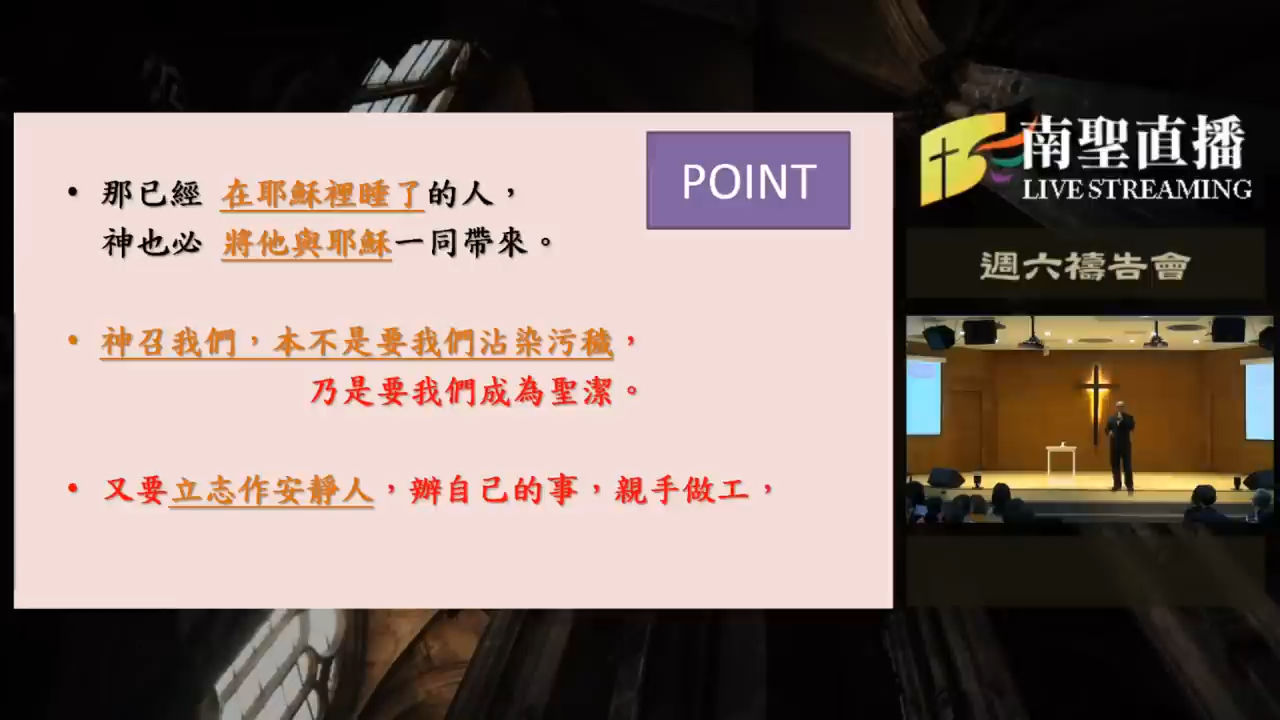 POINT
• 那已經 在耶穌裡睡了的人，
神也必 將他與耶穌一同帶來。
• 神召我們，本不是要我們沾染污穢，
乃是要我們成為聖潔。
• 又要立志作安靜人，辦自己的事，親手做工，
南聖直播
LIVE STREAMING
週六禱告會